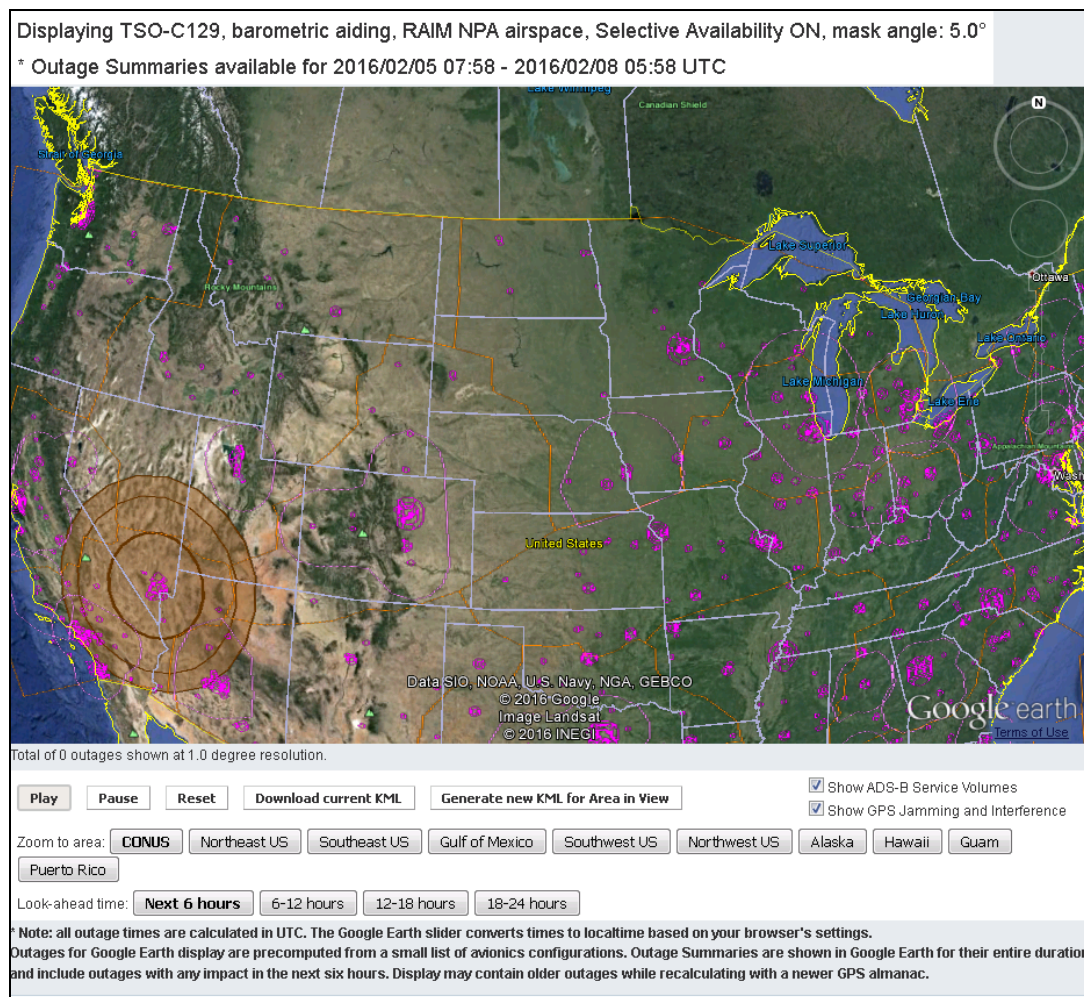 Displaying TSO-C129, barometric aiding, RAIM NPA airspace, Selective Availability ON, mask angle: 5.0°
* Outage Summaries available for 2016/02/05 07:58 - 2016/02/08 05:58 UTC
Lake Winnipeg
Canadian Shield
N
Strait of Georgia
Lake Superior
Ottawa
Rocky Mountains
Georgian Bay
Lake Huron
Lake Ontario
Lake Michigan
Lake Erie
Appalachian Mountains
Wash
United States
Data SIO, NOAA, U.S. Navy, NGA, GEBCO
© 2016 Google
Image Landsat
© 2016 INEGI
Google earth
Terms of Use
Total of 0 outages shown at 1.0 degree resolution.
Play Pause Reset Download current KML Generate new KML for Area in View
Show ADS-B Service Volumes
Show GPS Jamming and Interference
Zoom to area: CONUS Northeast US Southeast US Gulf of Mexico Southwest US Northwest US Alaska Hawaii Guam
Puerto Rico
Look-ahead time: Next 6 hours 6-12 hours 12-18 hours 18-24 hours
* Note: all outage times are calculated in UTC. The Google Earth slider converts times to localtime based on your browser's settings.
Outages for Google Earth display are precomputed from a small list of avionics configurations. Outage Summaries are shown in Google Earth for their entire duration
and include outages with any impact in the next six hours. Display may contain older outages while recalculating with a newer GPS almanac.